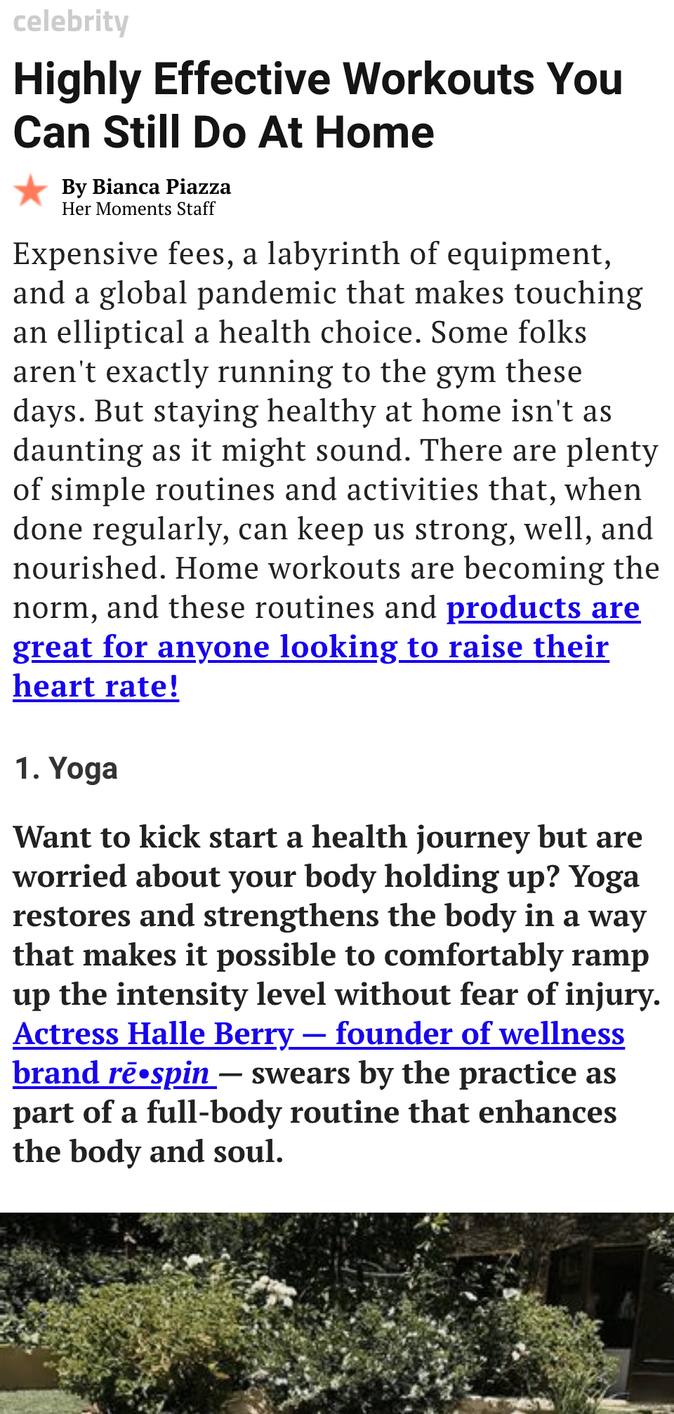 celebrity
Highly Effective Workouts You
Can Still Do At Home
By Bianca Piazza
Her Moments Staff
Expensive fees, a labyrinth of equipment,
and a global pandemic that makes touching
an elliptical a health choice. Some folks
aren't exactly running to the gym these
days. But staying healthy at home isn't as
daunting as it might sound. There are plenty
of simple routines and activities that, when
done regularly, can keep us strong, well, and
nourished. Home workouts are becoming the
norm, and these routines and products are
great for anyone looking to raise their
heart rate!
1. Yoga
Want to kick start a health journey but are
worried about your body holding up? Yoga
restores and strengthens the body in a way
that makes it possible to comfortably ramp
up the intensity level without fear of injury.
Actress Halle Berry — founder of wellness
brand rē•spin — swears by the practice as
part of a full-body routine that enhances
the body and soul.